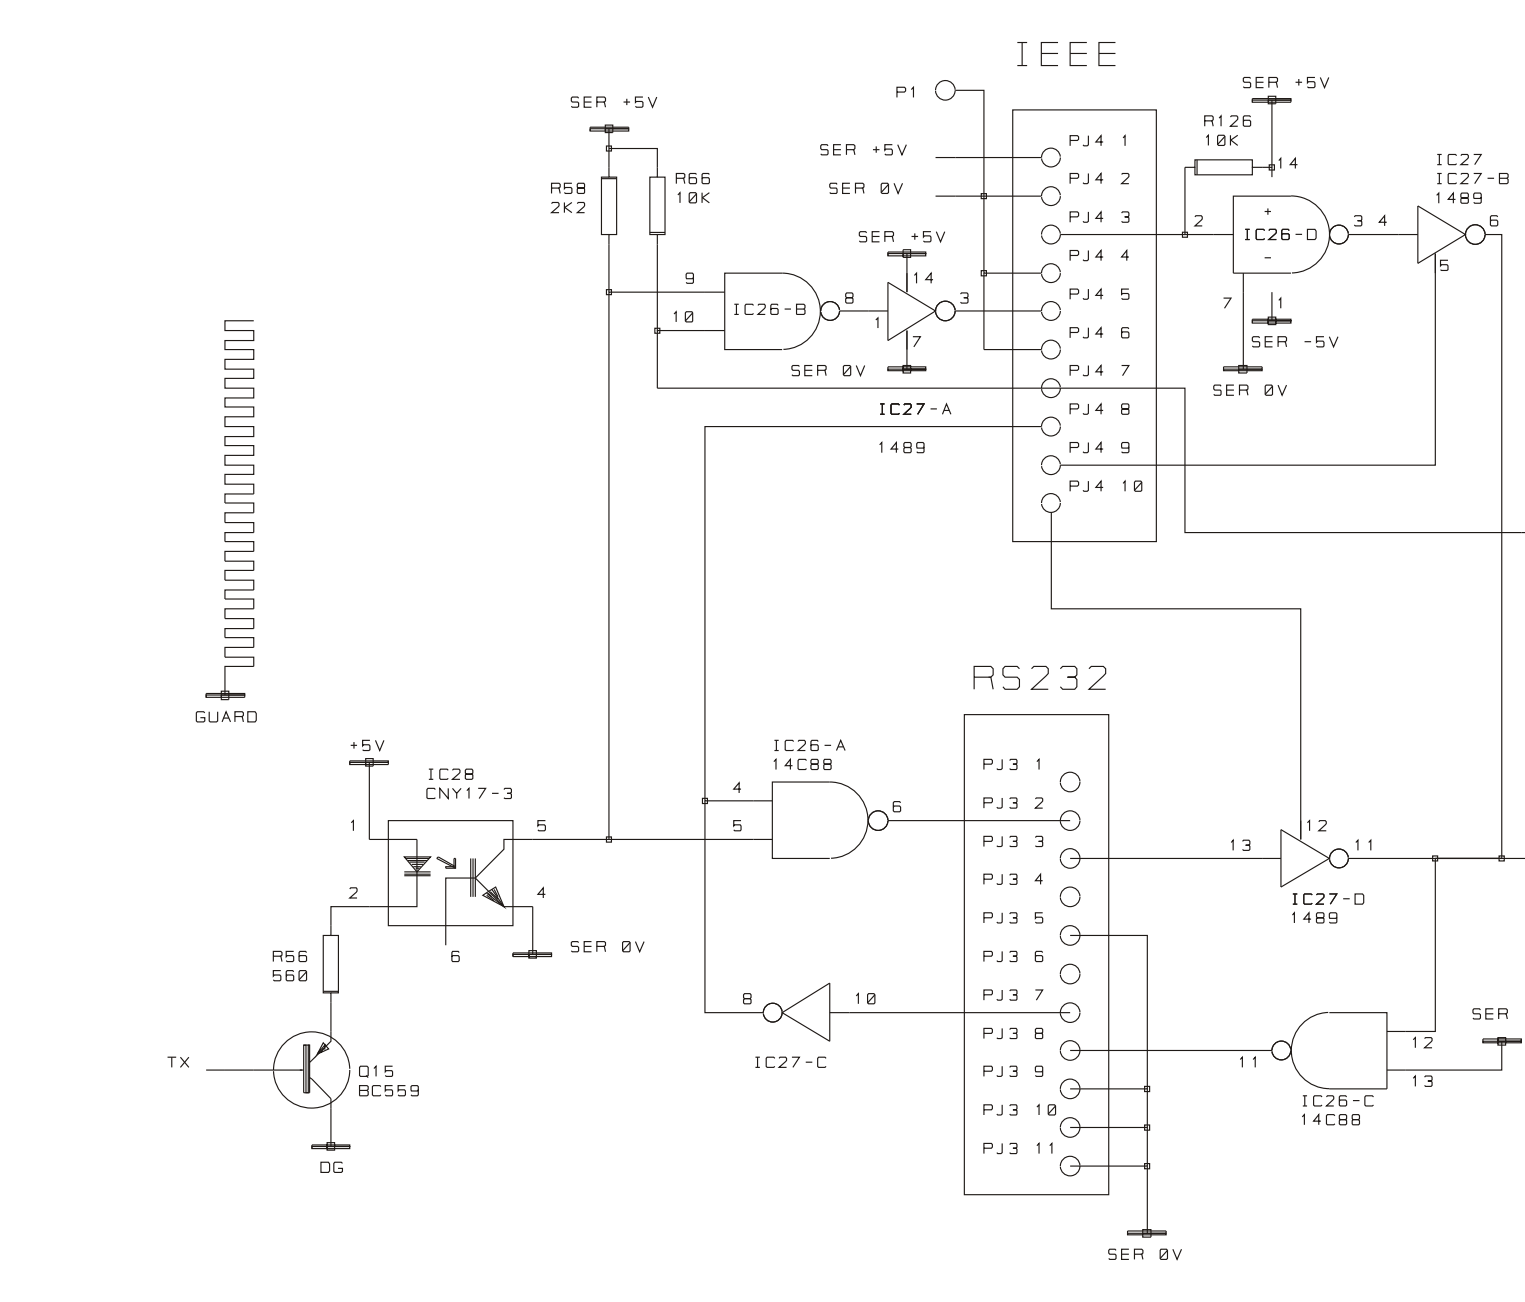 IEEE
P1
SER +5V
SER 0V
PJ4 1
PJ4 2
PJ4 3
PJ4 4
PJ4 5
PJ4 6
PJ4 7
PJ4 8
PJ4 9
PJ4 10
SER +5V
R58
2K2
R66
10K
9
10
IC26-B
8
SER +5V
14
1
3
7
SER 0V
IC27-A
1489
SER +5V
R126
10K
14
2
+
IC26-D
-
3
4
7
1
SER -5V
SER 0V
IC27
IC27-B
1489
6
5
GUARD
RS232
PJ3 1
PJ3 2
PJ3 3
PJ3 4
PJ3 5
PJ3 6
PJ3 7
PJ3 8
PJ3 9
PJ3 10
PJ3 11
SER 0V
+5V
IC28
CNY17-3
1
5
2
4
6
SER 0V
R56
560
TX
Q15
BC559
DG
IC26-A
14C88
4
5
6
8
10
IC27-C
13
12
11
IC27-D
1489
SER
12
11
13
IC26-C
14C88